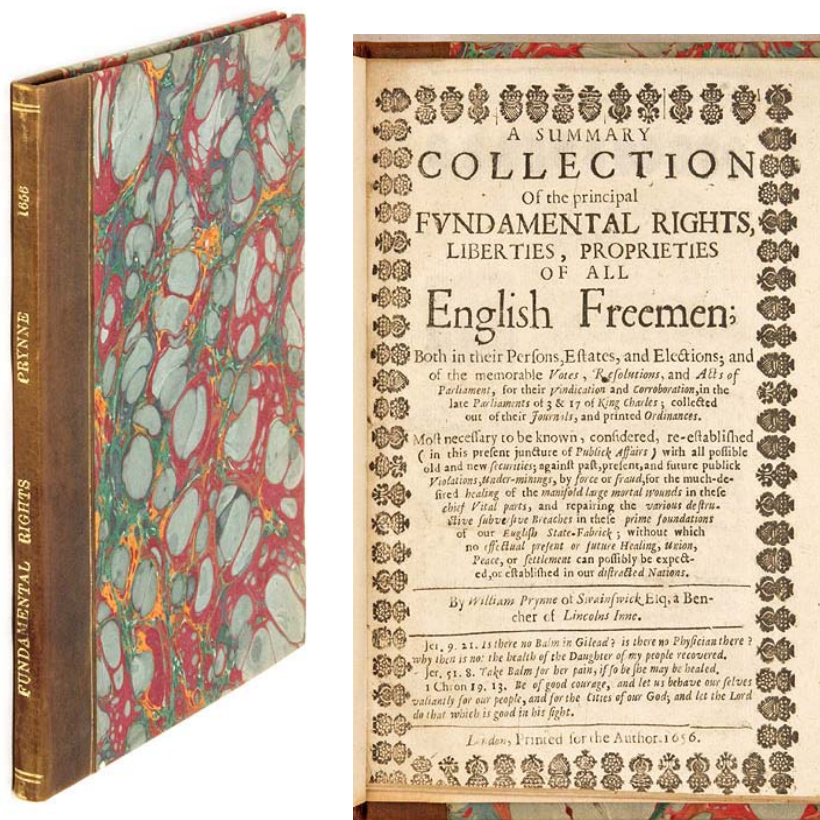 FUNDAMENTAL RIGHTS PRYNNE 1656
A SUMMARY
COLLECTION
Of the principal
FVNDAMENTAL RIGHTS,
LIBERTIES, PROPRIETIES
OF ALL
English Freemen;
Both in their Perſons, Eſtates, and Elections; and
of the memorable Votes, Reſolutions, and Acts of
Parliament, for their vindication and Corroboration, in the
late Parliaments of 3 & 17 of King Charles; collected
out of their Journals, and printed Ordinances.
Moſt neceſſary to be known, conſidered, re-eſtabliſhed
(in this preſent juncture of Publick Affairs) with all poſſible
old and new ſecurities; againſt paſt, preſent, and future publick
Violations, Under-minings, by force or fraud, for the much-de-
ſired healing of the manifold large mortal wounds in theſe
chief Vital parts, and repairing the various deſtru-
ctive ſubverſive Breaches in theſe prime foundations
of our Engliſh State-Fabrick; without which
no effectual preſent or future Healing, Union,
Peace, or ſettlement can poſſibly be expect-
ed, or eſtabliſhed in our diſtracted Nations.
By William Prynne of Swainſwick Eſq, a Ben-
cher of Lincolns Inne.
Jer. 9. 21. Is there no Balm in Gilead? is there no Phyſician there?
why then is not the health of the Daughter of my people recovered.
Jer. 51. 8. Take Balm for her pain, if ſo be ſhe may be healed.
1 Chron 19. 13. Be of good courage, and let us behave our ſelves
valiantly for our people, and for the Cities of our God; and let the Lord
do that which is good in his ſight.
London, Printed for the Author. 1656.